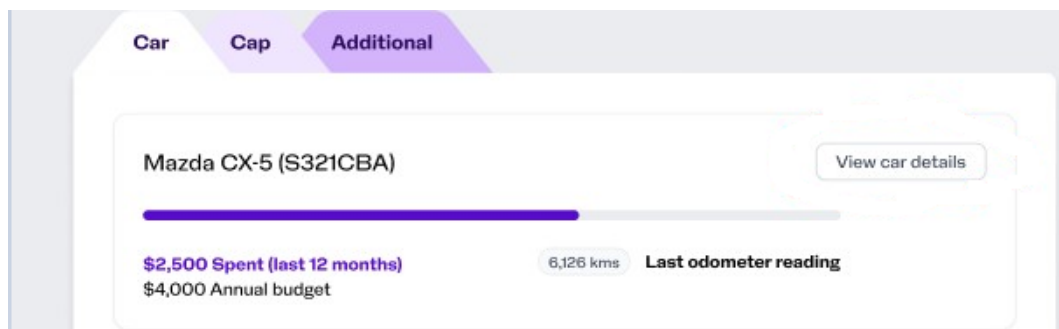 Car Cap Additional
Mazda CX-5 (S321CBA)
View car details
$2,500 Spent (last 12 months)
$4,000 Annual budget
6,126 kms Last odometer reading